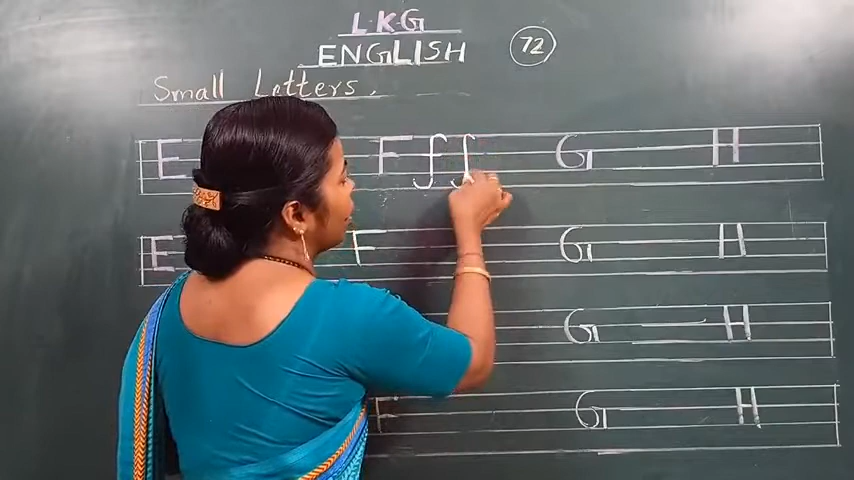 LKG
ENGLISH 72
Small Letters.
E F f f G H
E F G H
G H
G H